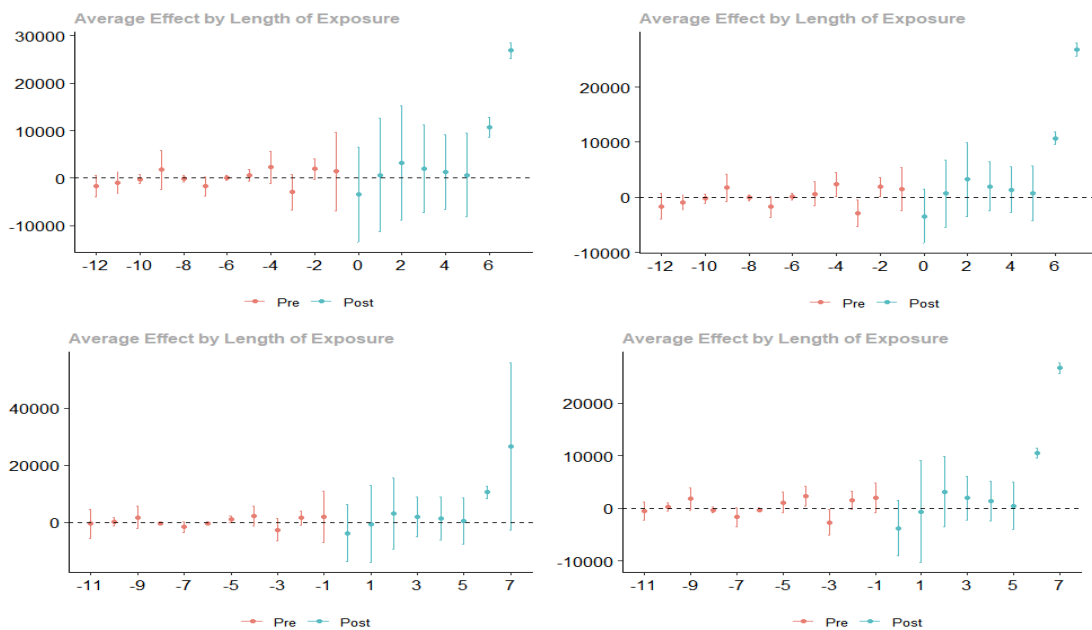 Average Effect by Length of Exposure
30000
20000
10000
0
-10000
-12 -10 -8 -6 -4 -2 0 2 4 6
Pre Post
Average Effect by Length of Exposure
20000
10000
0
-10000
-12 -10 -8 -6 -4 -2 0 2 4 6
Pre Post
Average Effect by Length of Exposure
40000
20000
0
-11 -9 -7 -5 -3 -1 1 3 5 7
Pre Post
Average Effect by Length of Exposure
20000
10000
0
-10000
-11 -9 -7 -5 -3 -1 1 3 5 7
Pre Post